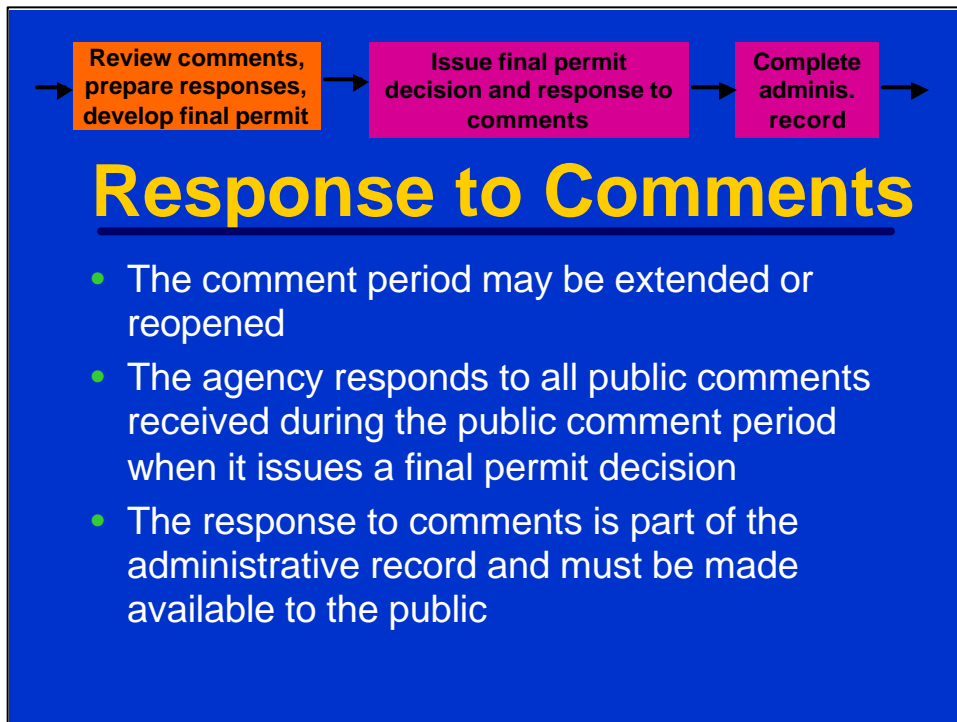 Review comments,
prepare responses,
develop final permit
Issue final permit
decision and response to
comments
Complete
adminis.
record
Response to Comments
• The comment period may be extended or
reopened
• The agency responds to all public comments
received during the public comment period
when it issues a final permit decision
• The response to comments is part of the
administrative record and must be made
available to the public